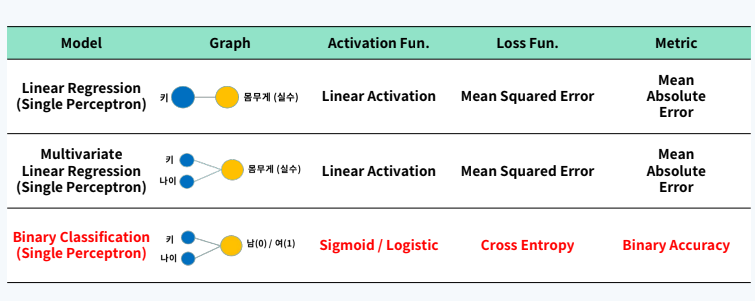 Model Graph Activation Fun. Loss Fun. Metric
Linear Regression
(Single Perceptron)
키
몸무게 (실수)
Linear Activation
Mean Squared Error
Mean
Absolute
Error
Multivariate
Linear Regression
(Single Perceptron)
키
나이
몸무게 (실수)
Linear Activation
Mean Squared Error
Mean
Absolute
Error
Binary Classification
(Single Perceptron)
키
나이
남(0) / 여(1)
Sigmoid / Logistic
Cross Entropy
Binary Accuracy